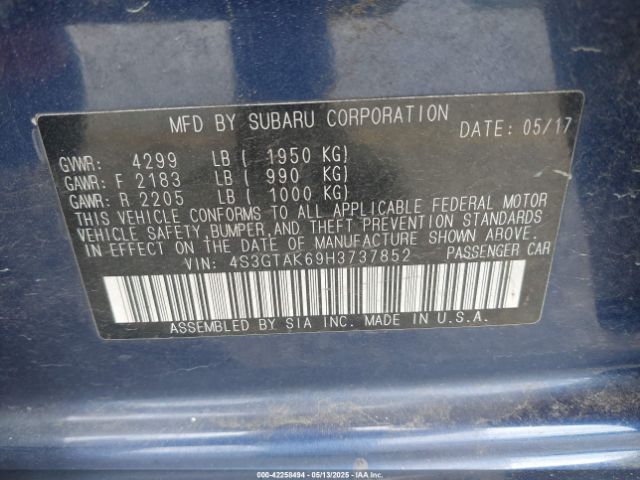 MFD BY SUBARU CORPORATION DATE: 05/17
GVWR: 4299 LB ( 1950 KG)
GAWR: F 2183 LB ( 990 KG)
GAWR: R 2205 LB ( 1000 KG)
THIS VEHICLE CONFORMS TO ALL APPLICABLE FEDERAL MOTOR
VEHICLE SAFETY,BUMPER,AND THEFT PREVENTION STANDARDS
IN EFFECT ON THE DATE OF MANUFACTURE SHOWN ABOVE.
VIN: 4S3GTAK69H3737852 PASSENGER CAR
ASSEMBLED BY SIA INC. MADE IN U.S.A.
000-42258494 - 05/13/2025 - IAA Inc.